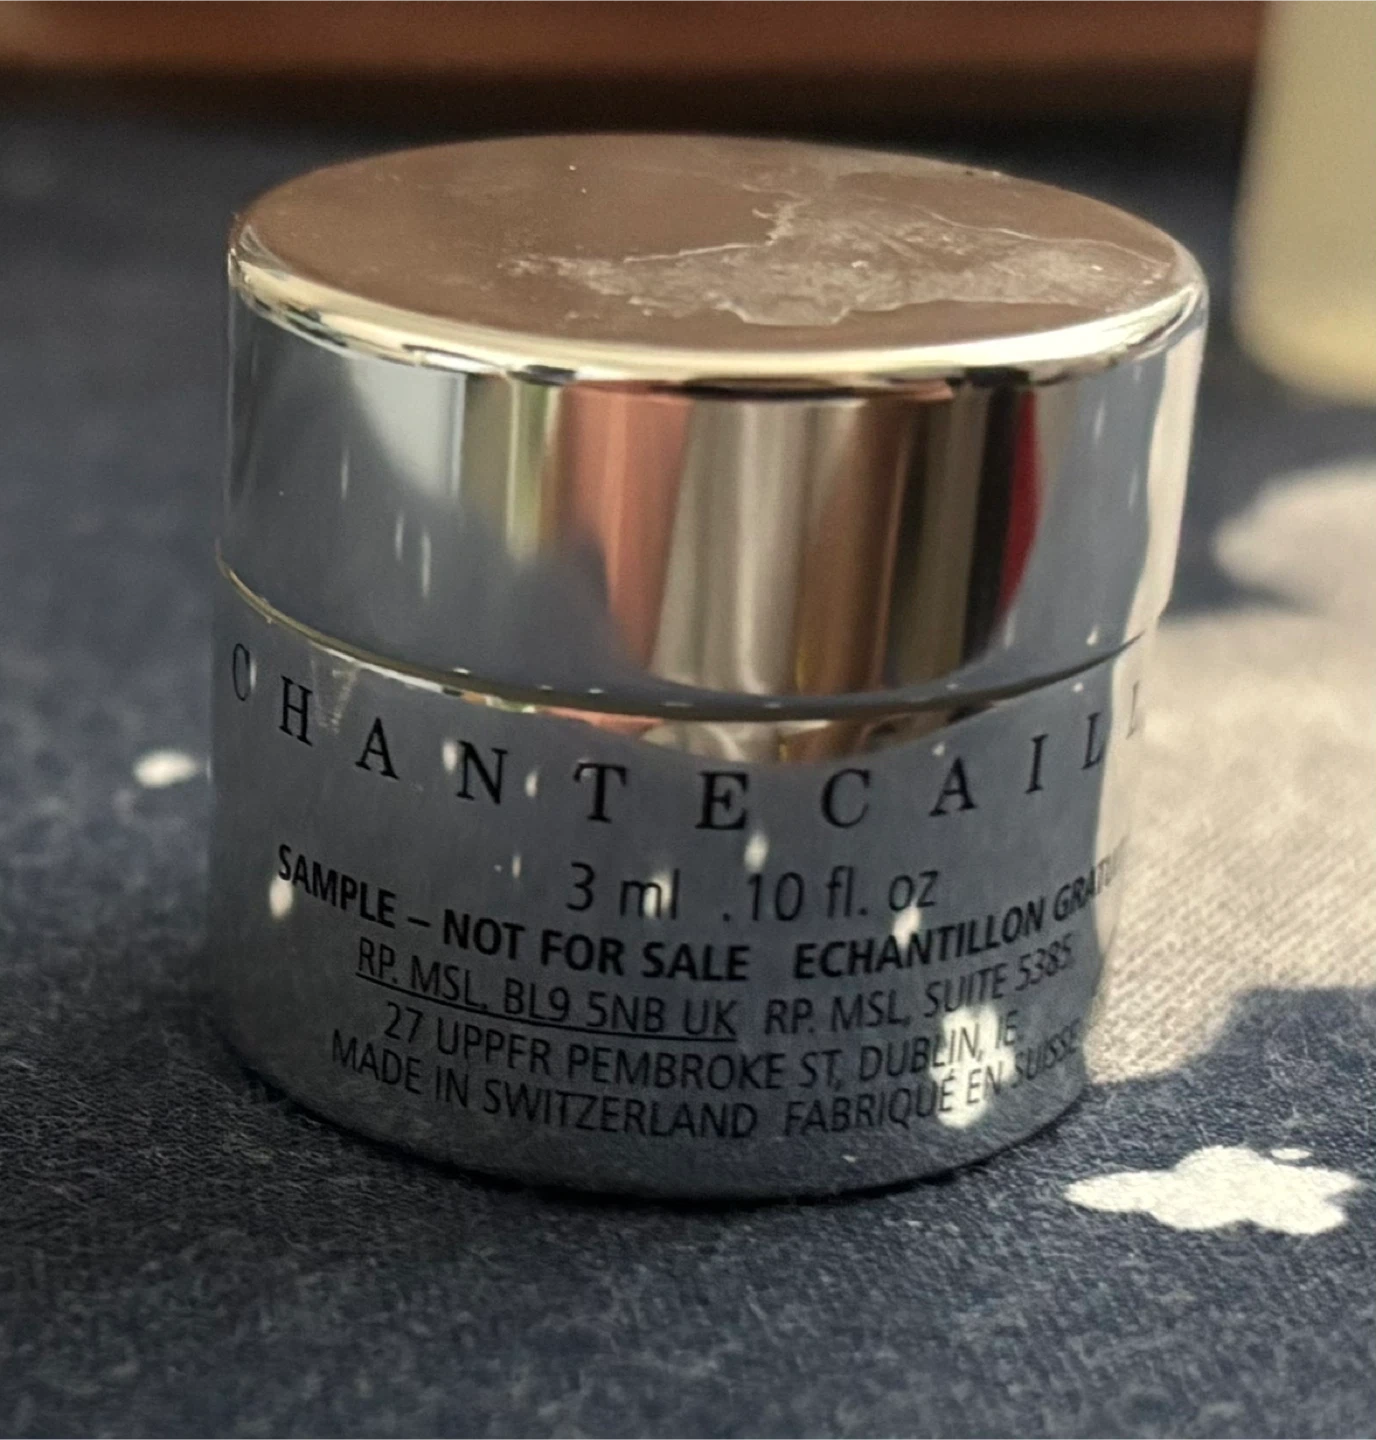 CHANTECAILL
3 ml .10 fl. oz
SAMPLE – NOT FOR SALE ECHANTILLON
RP. MSL, BL9 5NB UK RP. MSL, SUITE 5385
27 UPPER PEMBROKE ST, DUBLIN, IE.
MADE IN SWITZERLAND FABRIQUÉ EN SUISSE